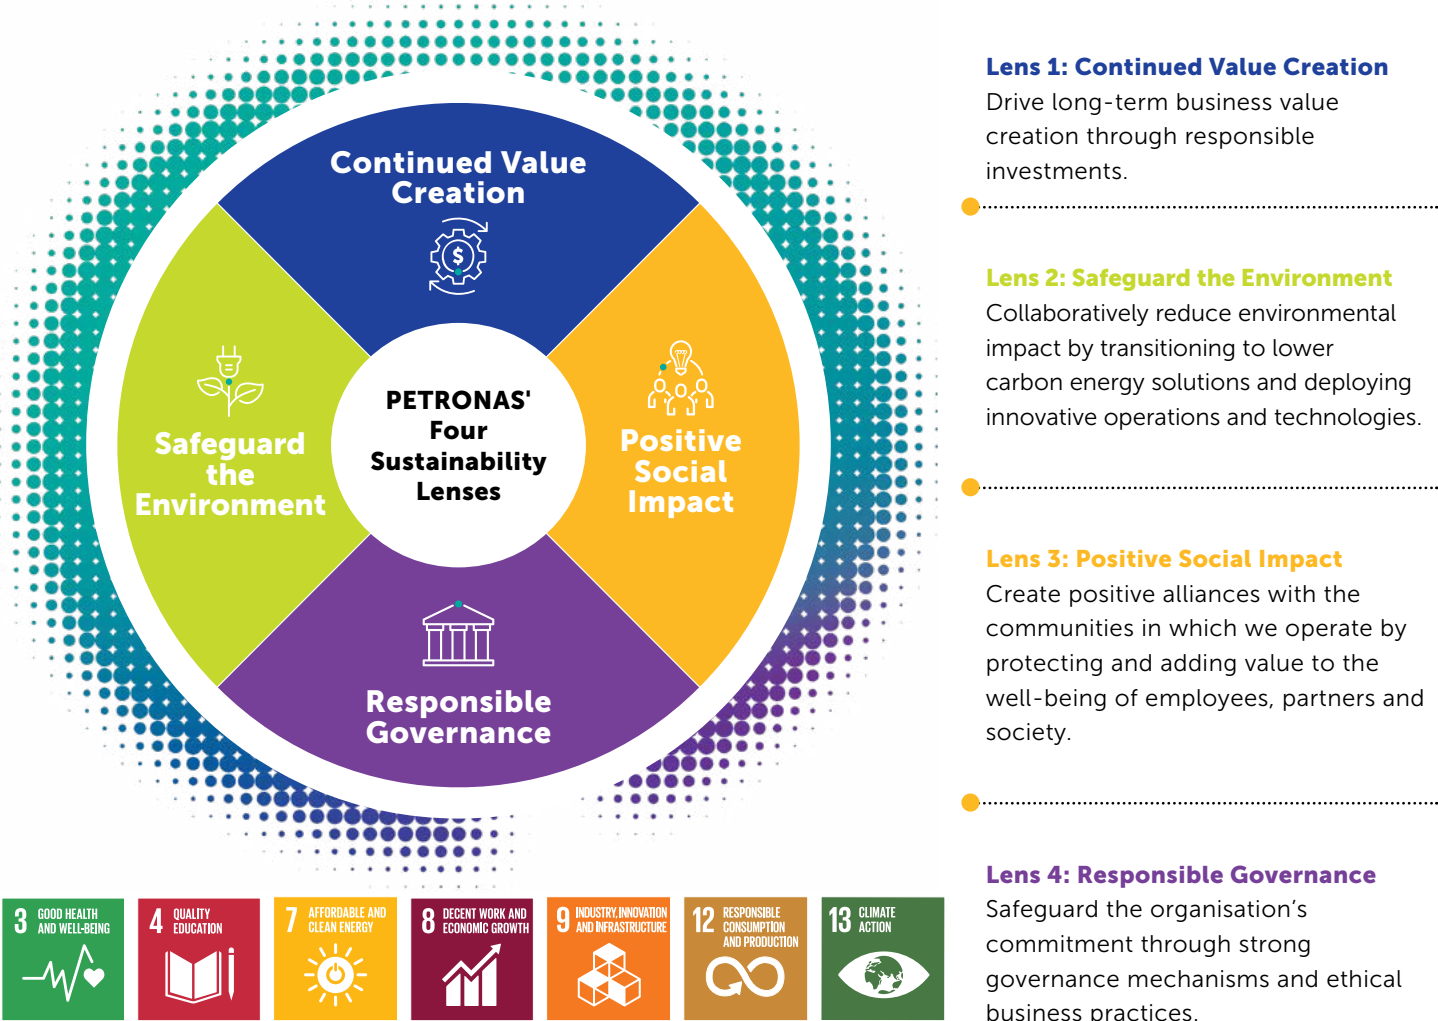 Continued Value
Creation
$
Safeguard
the
Environment
PETRONAS'
Four
Sustainability
Lenses
Positive
Social
Impact
Responsible
Governance
Lens 1: Continued Value Creation
Drive long-term business value
creation through responsible
investments.
Lens 2: Safeguard the Environment
Collaboratively reduce environmental
impact by transitioning to lower
carbon energy solutions and deploying
innovative operations and technologies.
Lens 3: Positive Social Impact
Create positive alliances with the
communities in which we operate by
protecting and adding value to the
well-being of employees, partners and
society.
Lens 4: Responsible Governance
Safeguard the organisation’s
commitment through strong
governance mechanisms and ethical
business practices.
3 GOOD HEALTH
AND WELL-BEING
4 QUALITY
EDUCATION
7 AFFORDABLE AND
CLEAN ENERGY
8 DECENT WORK AND
ECONOMIC GROWTH
9 INDUSTRY, INNOVATION
AND INFRASTRUCTURE
12 RESPONSIBLE
CONSUMPTION
AND PRODUCTION
13 CLIMATE
ACTION